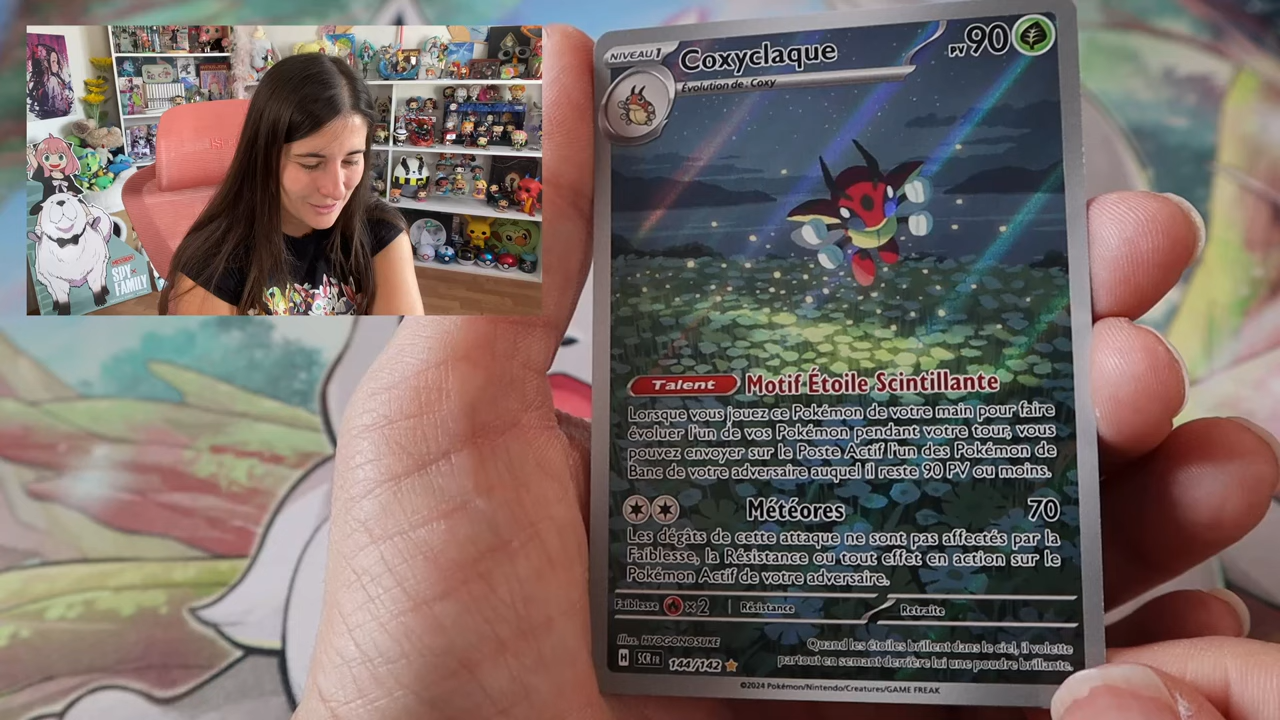 SPY
FAMILY
NIVEAU 1
Coxyclaque
PV 90
Évolution de : Coxy
Talent Motif Étoile Scintillante
Lorsque vous jouez ce Pokémon de votre main pour faire
évoluer l'un de vos Pokémon pendant votre tour, vous
pouvez envoyer sur le Poste Actif l'un des Pokémon de
Banc de votre adversaire auquel il reste 90 PV ou moins.
Météores 70
Les dégâts de cette attaque ne sont pas affectés par la
Faiblesse, la Résistance ou tout effet en action sur le
Pokémon Actif de votre adversaire.
Faiblesse ×2 Résistance Retraite
Illus. HYOGONOSUKE
H SCR FR 144/142
Quand les étoiles brillent dans le ciel, il volette
partout en semant derrière lui une poudre brillante.
©2024 Pokémon/Nintendo/Creatures/GAME FREAK